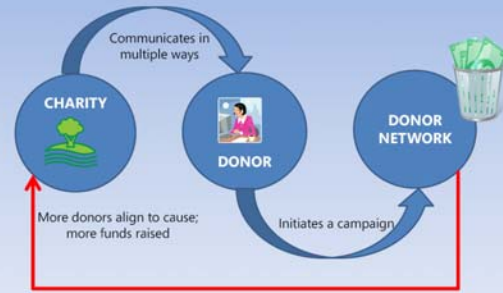 Communicates in
multiple ways
CHARITY
DONOR
DONOR
NETWORK
More donors align to cause;
more funds raised
Initiates a campaign